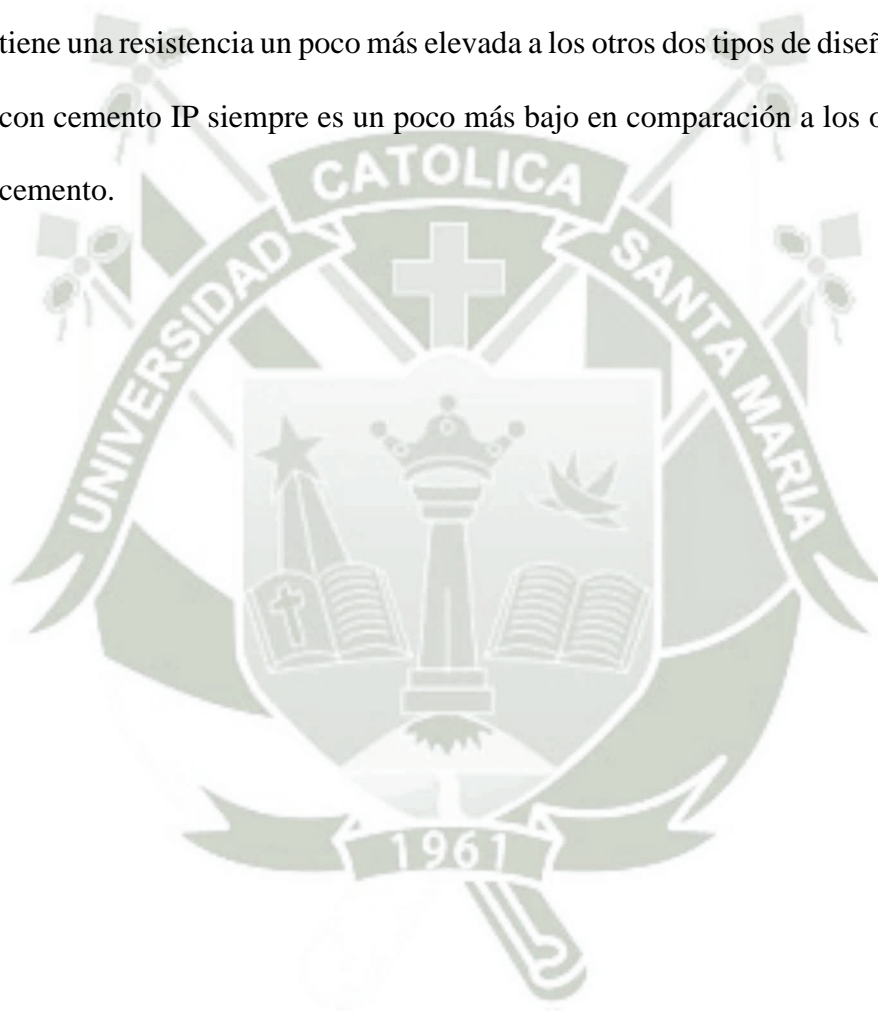 tiene una resistencia un poco más elevada a los otros dos tipos de diseñ
con cemento IP siempre es un poco más bajo en comparación a los
cemento.
UNIVERSIDAD CATOLICA SANTA MARIA
1961